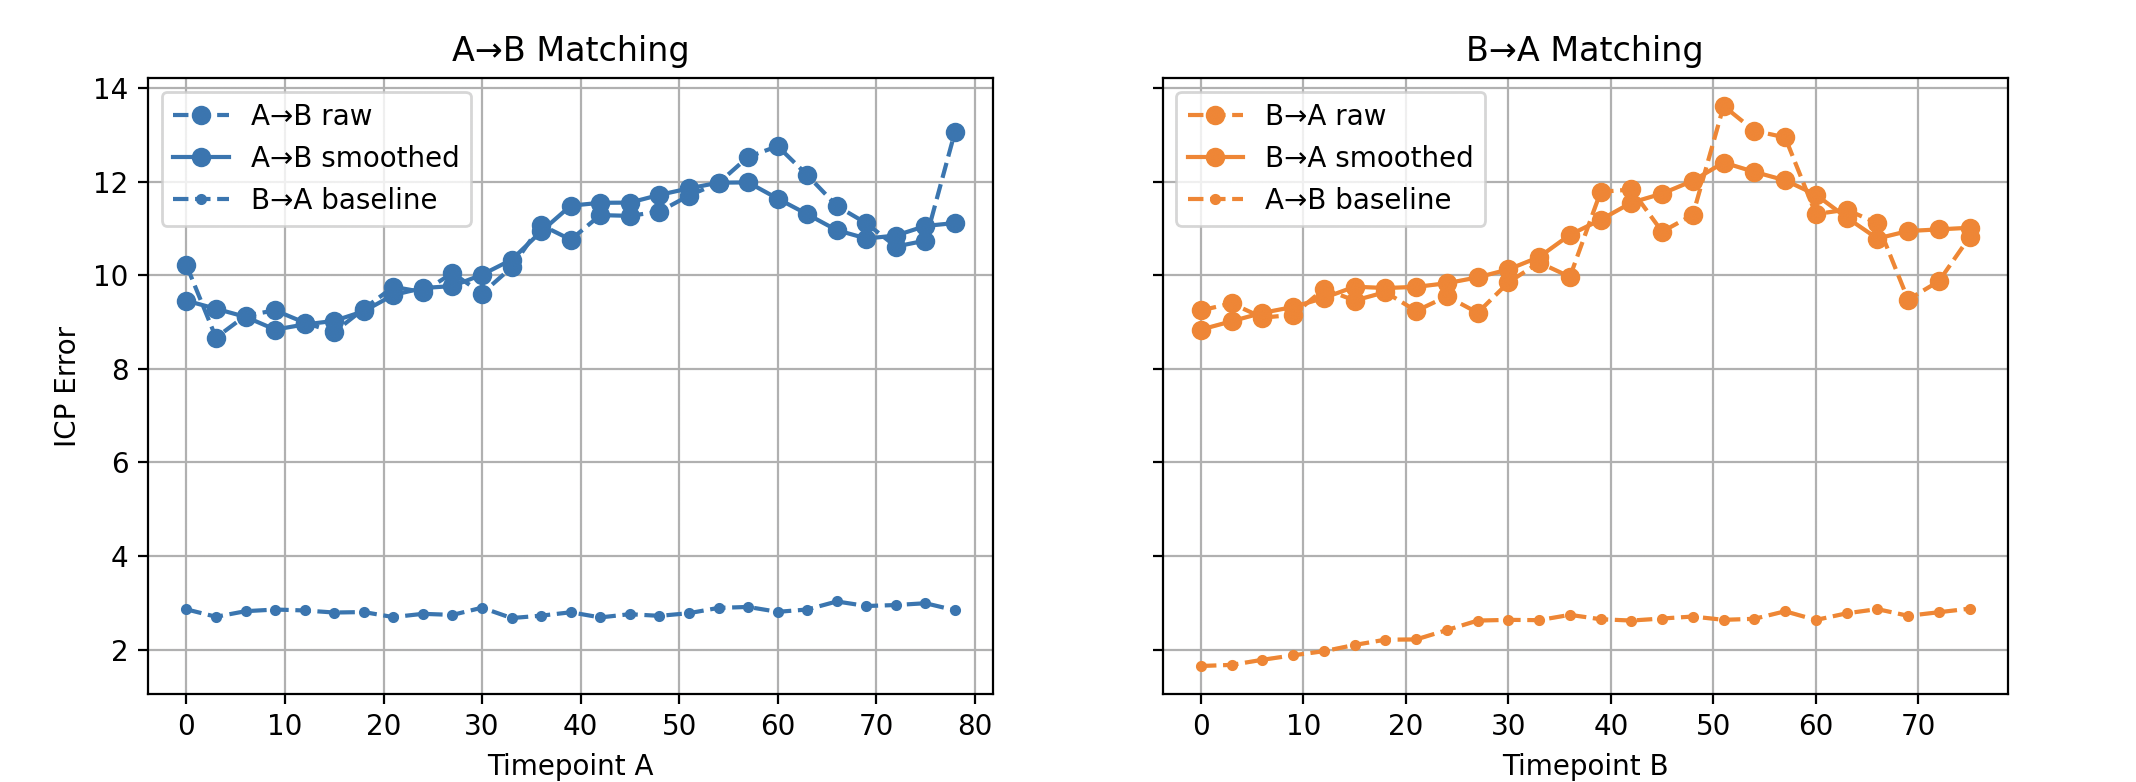 A→B Matching
14
12
10
8
6
4
2
ICP Error
A→B raw
A→B smoothed
B→A baseline
0 10 20 30 40 50 60 70 80
Timepoint A
B→A Matching
B→A raw
B→A smoothed
A→B baseline
0 10 20 30 40 50 60 70
Timepoint B